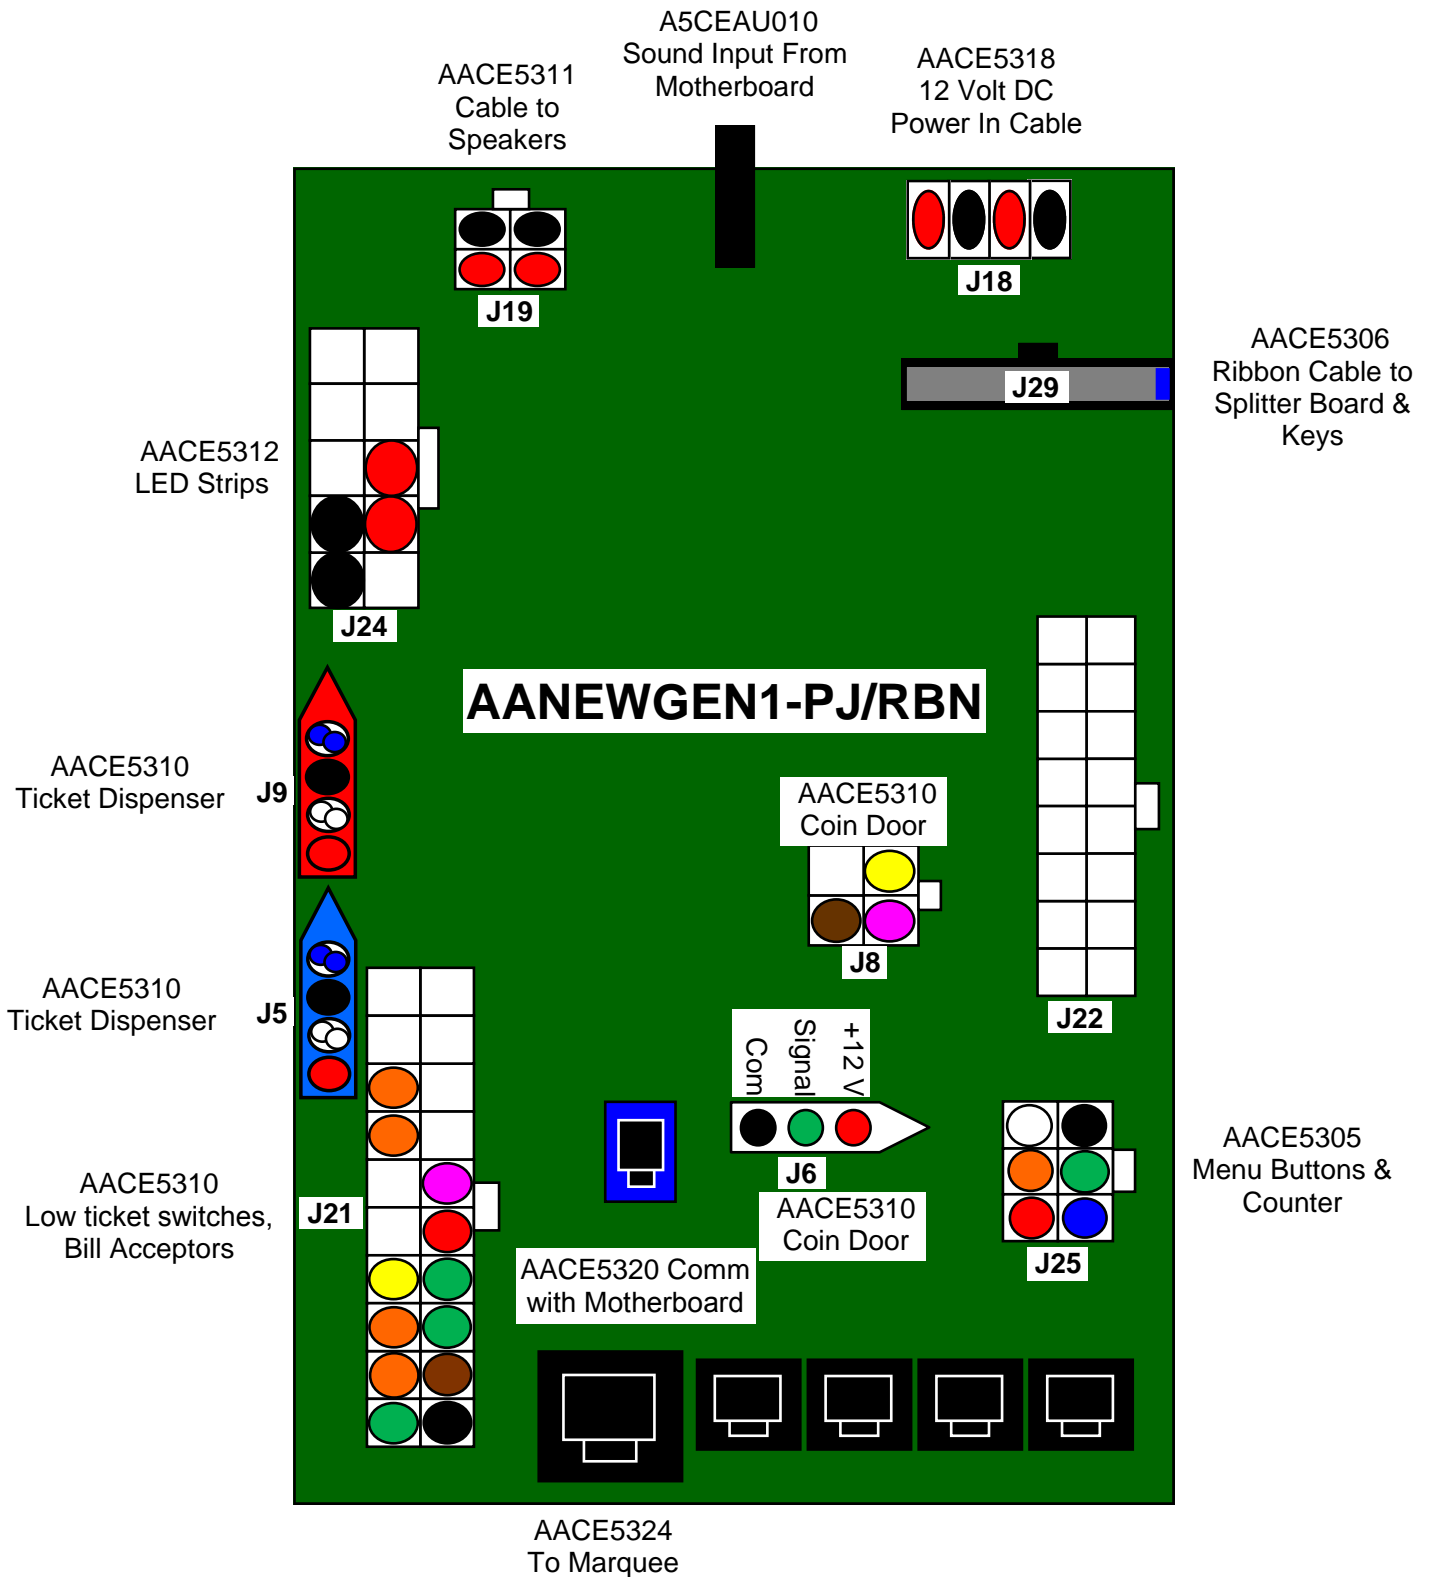 A5CEAU010
Sound Input From
Motherboard
AACE5311
Cable to
Speakers
AACE5318
12 Volt DC
Power In Cable
J19
J18
AACE5306
Ribbon Cable to
Splitter Board &
Keys
J29
AACE5312
LED Strips
J24
AANEWGEN1-PJ/RBN
AACE5310
Ticket Dispenser
J9
AACE5310
Coin Door
J8
AACE5310
Ticket Dispenser
J5
J22
Com
Signal
+12 V
J6
AACE5310
Coin Door
AACE5305
Menu Buttons &
Counter
J25
AACE5310
Low ticket switches,
Bill Acceptors
J21
AACE5320 Comm
with Motherboard
AACE5324
To Marquee